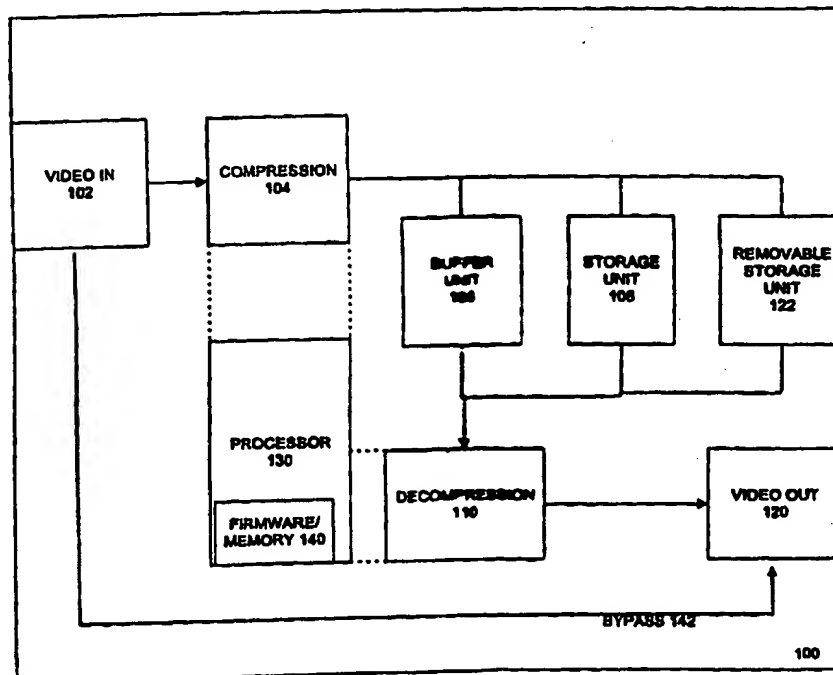 VIDEO IN
102
COMPRESSION
104
BUFFER
UNIT
STORAGE
UNIT
REMOVABLE
STORAGE
UNIT
122
PROCESSOR
130
FIRMWARE/
MEMORY 140
DECOMPRESSION
110
VIDEO OUT
120
BYPASS 142
100